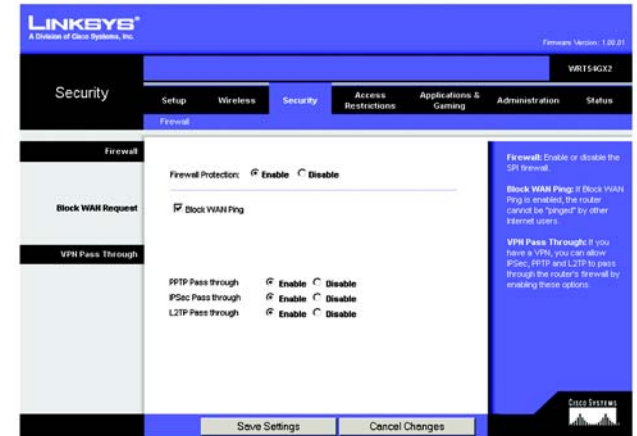 LINKSYS®
A Division of Cisco Systems, Inc.
Firmware Version: 1.00.01
WRT54GX2
Security
Setup Wireless Security Access Restrictions Applications & Gaming Administration Status
Firewall
Firewall
Firewall Protection: Enable Disable
Block WAN Request
Block WAN Ping
VPN Pass Through
PPTP Pass through Enable Disable
IPSec Pass through Enable Disable
L2TP Pass through Enable Disable
Firewall: Enable or disable the
SPI firewall.
Block WAN Ping: If Block WAN
Ping is enabled, the router
cannot be "pinged" by other
Internet users.
VPN Pass Through: If you
have a VPN, you can allow
IPSec, PPTP and L2TP to pass
through the router's firewall by
enabling these options.
Save Settings Cancel Changes
CISCO SYSTEMS